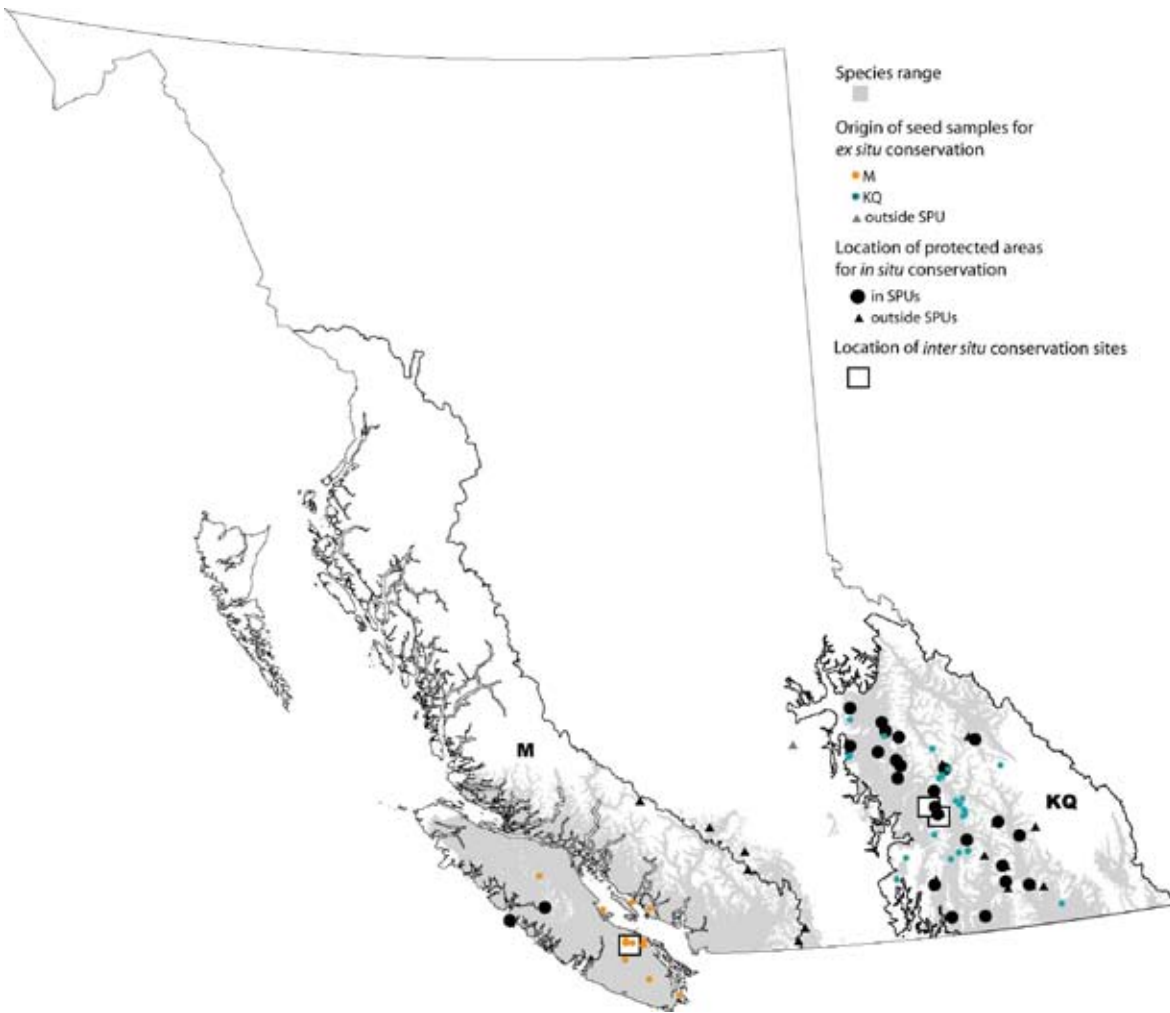 Species range
Origin of seed samples for
ex situ conservation
M
KQ
outside SPU
Location of protected areas
for in situ conservation
in SPUs
outside SPUs
Location of inter situ conservation sites
M
KQ